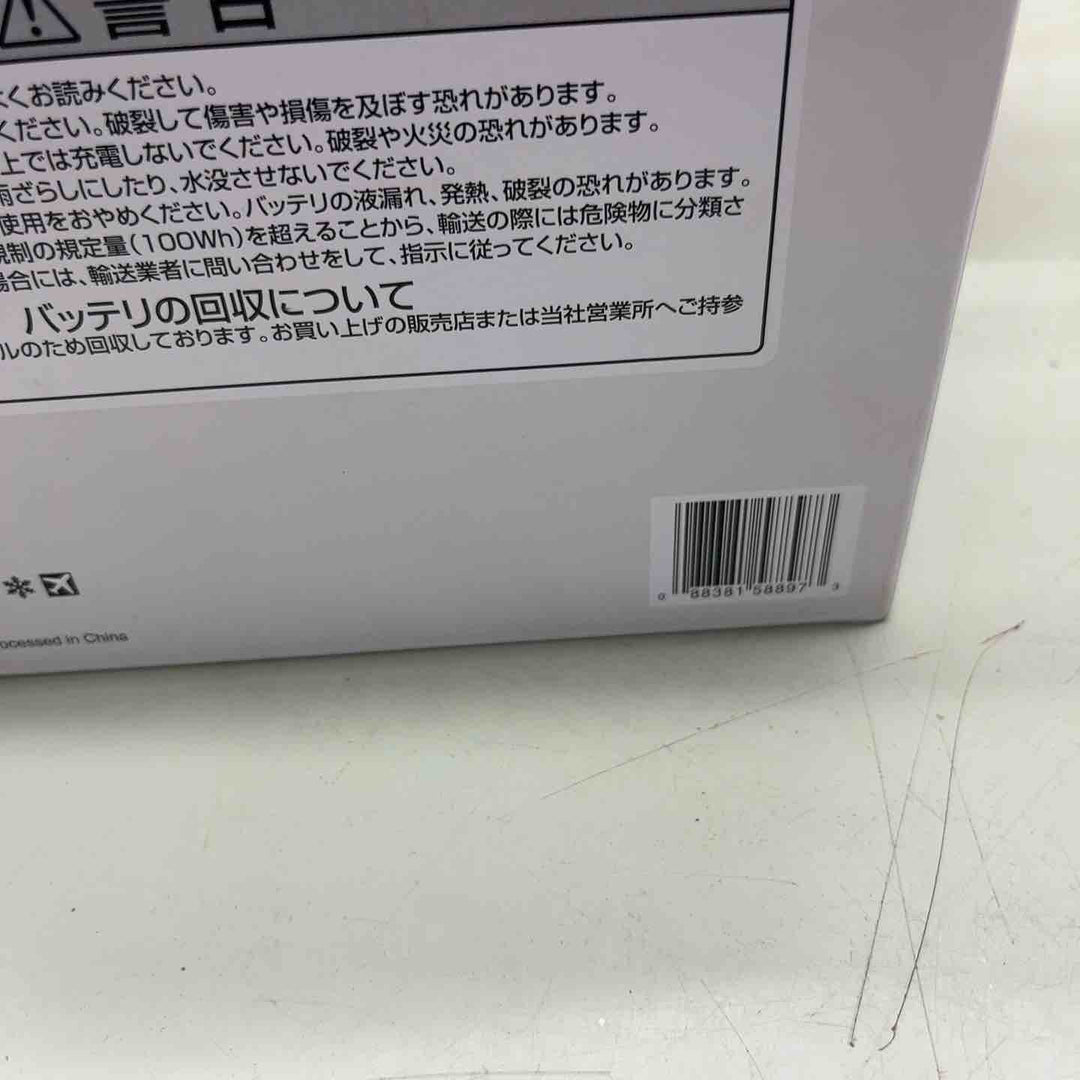 警告
よくお読みください。
ください。破裂して傷害や損傷を及ぼす恐れがあります。
上では充電しないでください。破裂や火災の恐れがあります。
雨ざらしにしたり、水没させないでください。
使用をおやめください。バッテリの液漏れ、発熱、破裂の恐れがあります。
規制の規定量(100Wh)を超えることから、輸送の際には危険物に分類さ
場合には、輸送業者に問い合わせをして、指示に従ってください。
バッテリの回収について
ルのため回収しております。お買い上げの販売店または当社営業所へご持参
0 88381 58897 3
ocessed in China